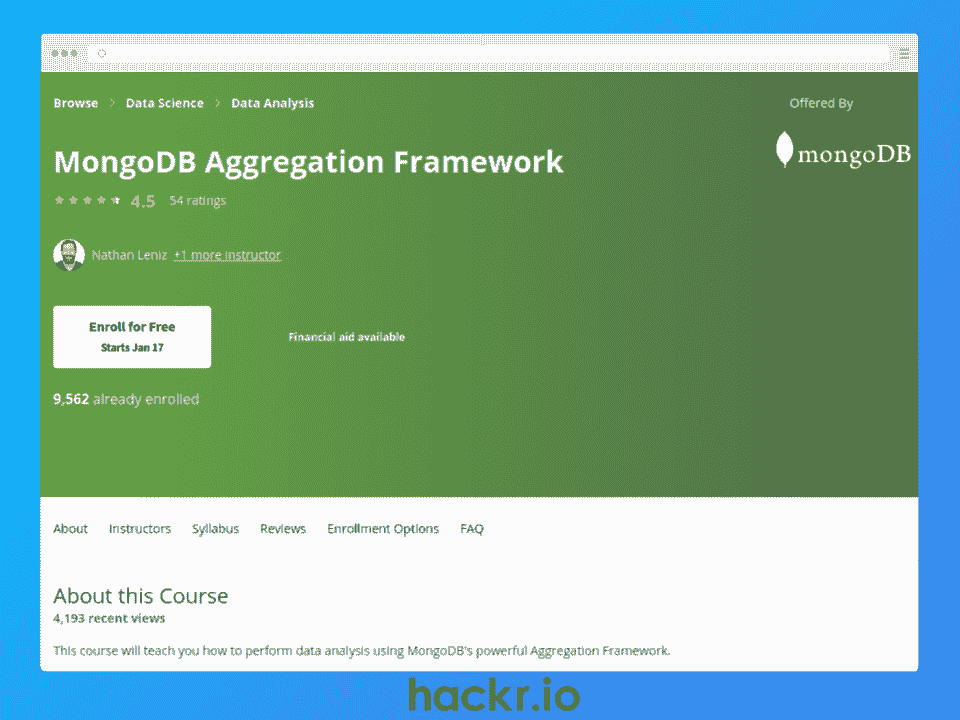 Browse > Data Science > Data Analysis
Offered By
mongoDB
MongoDB Aggregation Framework
4.5 54 ratings
Nathan Leniz +1 more instructor
Enroll for Free
Starts Jan 17
Financial aid available
9,562 already enrolled
About Instructors Syllabus Reviews Enrollment Options FAQ
About this Course
4,193 recent views
This course will teach you how to perform data analysis using MongoDB's powerful Aggregation Framework.
hackr.io